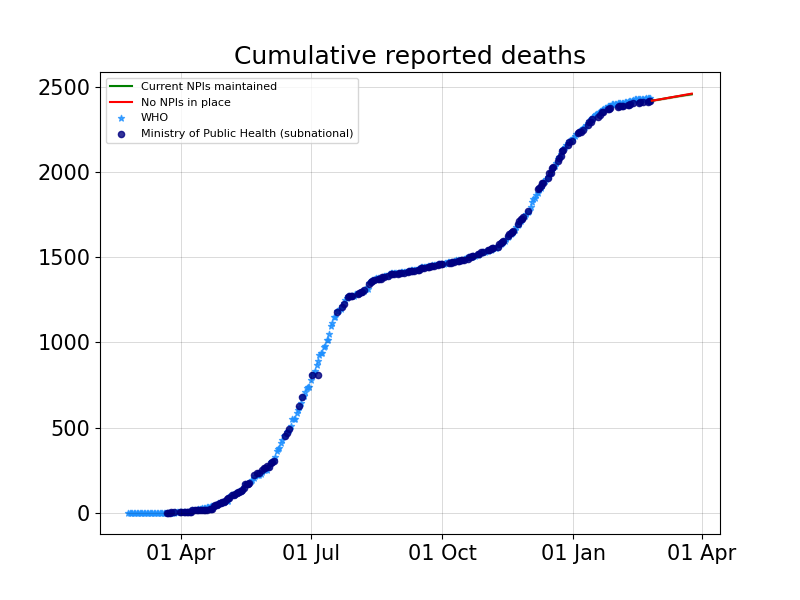 Cumulative reported deaths
Current NPIs maintained
No NPIs in place
WHO
Ministry of Public Health (subnational)
2500
2000
1500
1000
500
0
01 Apr 01 Jul 01 Oct 01 Jan 01 Apr